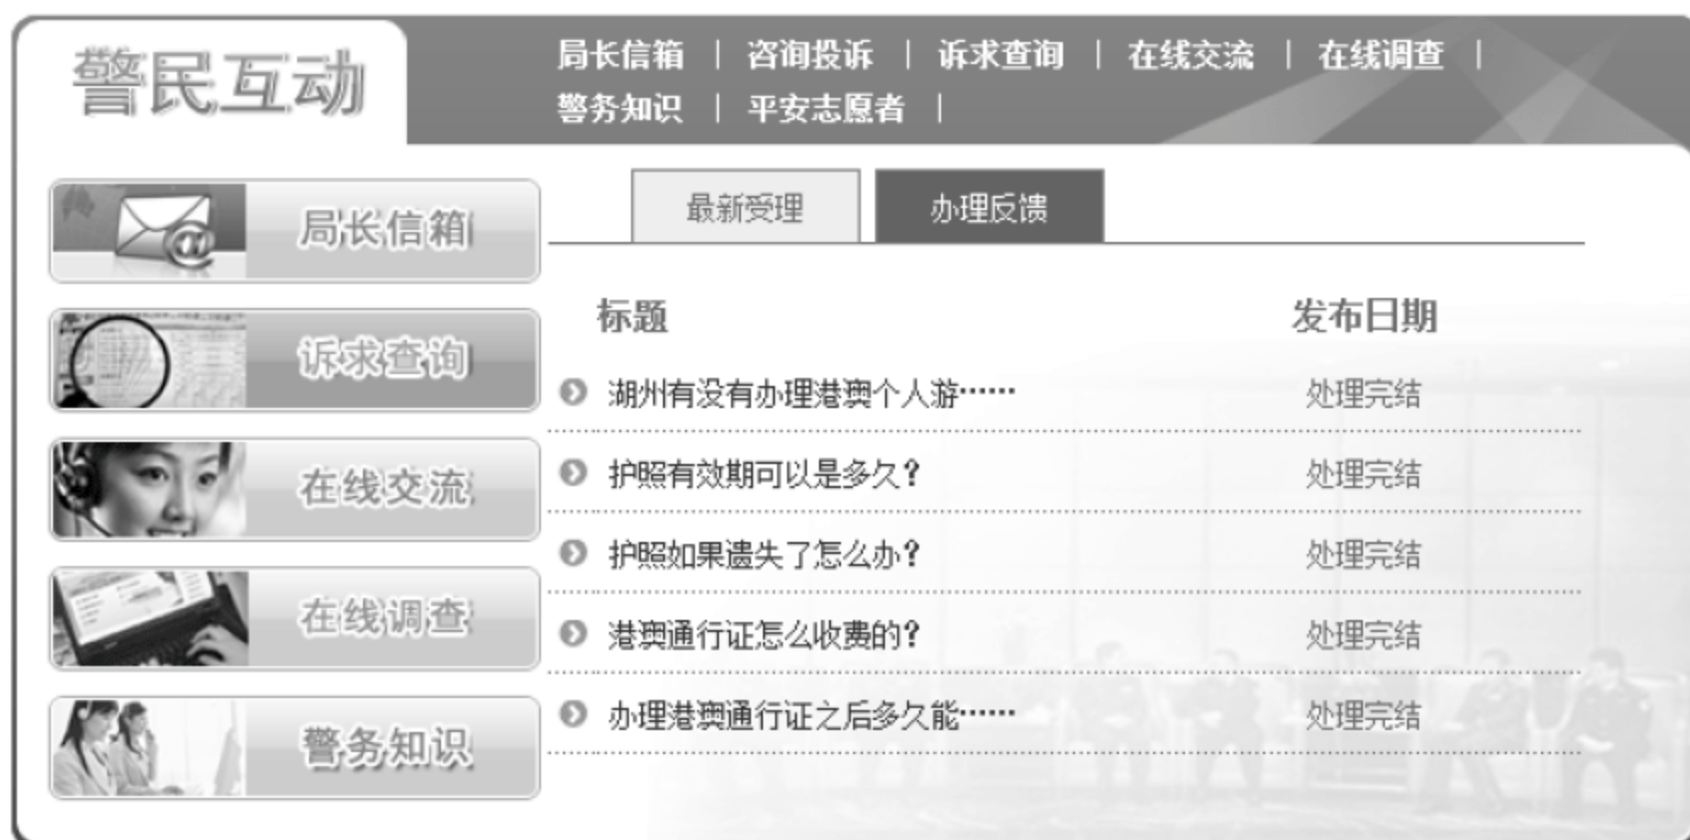 警民互动
局长信箱 | 咨询投诉 | 诉求查询 | 在线交流 | 在线调查 |
警务知识 | 平安志愿者 |
局长信箱
诉求查询
在线交流
在线调查
警务知识
最新受理 办理反馈
标题 发布日期
湖州有没有办理港澳个人游…… 处理完结
护照有效期可以是多久? 处理完结
护照如果遗失了怎么办? 处理完结
港澳通行证怎么收费的? 处理完结
办理港澳通行证之后多久能…… 处理完结